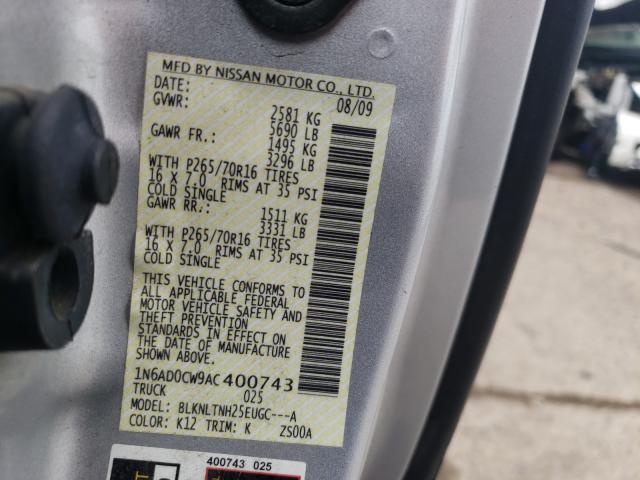 MFD BY NISSAN MOTOR CO., LTD.
DATE: 08/09
GVWR: 2581 KG
5690 LB
GAWR FR.: 1495 KG
3296 LB
WITH P265/70R16 TIRES
16 X 7.0 RIMS AT 35 PSI
COLD SINGLE
GAWR RR.: 1511 KG
3331 LB
WITH P265/70R16 TIRES
16 X 7.0 RIMS AT 35 PSI
COLD SINGLE
THIS VEHICLE CONFORMS TO
ALL APPLICABLE FEDERAL
MOTOR VEHICLE SAFETY AND
THEFT PREVENTION
STANDARDS IN EFFECT ON
THE DATE OF MANUFACTURE
SHOWN ABOVE.
1N6AD0CW9AC400743
TRUCK 025
MODEL: BLKNLTNH25EUGC---A
COLOR: K12 TRIM: K ZS00A
400743 025